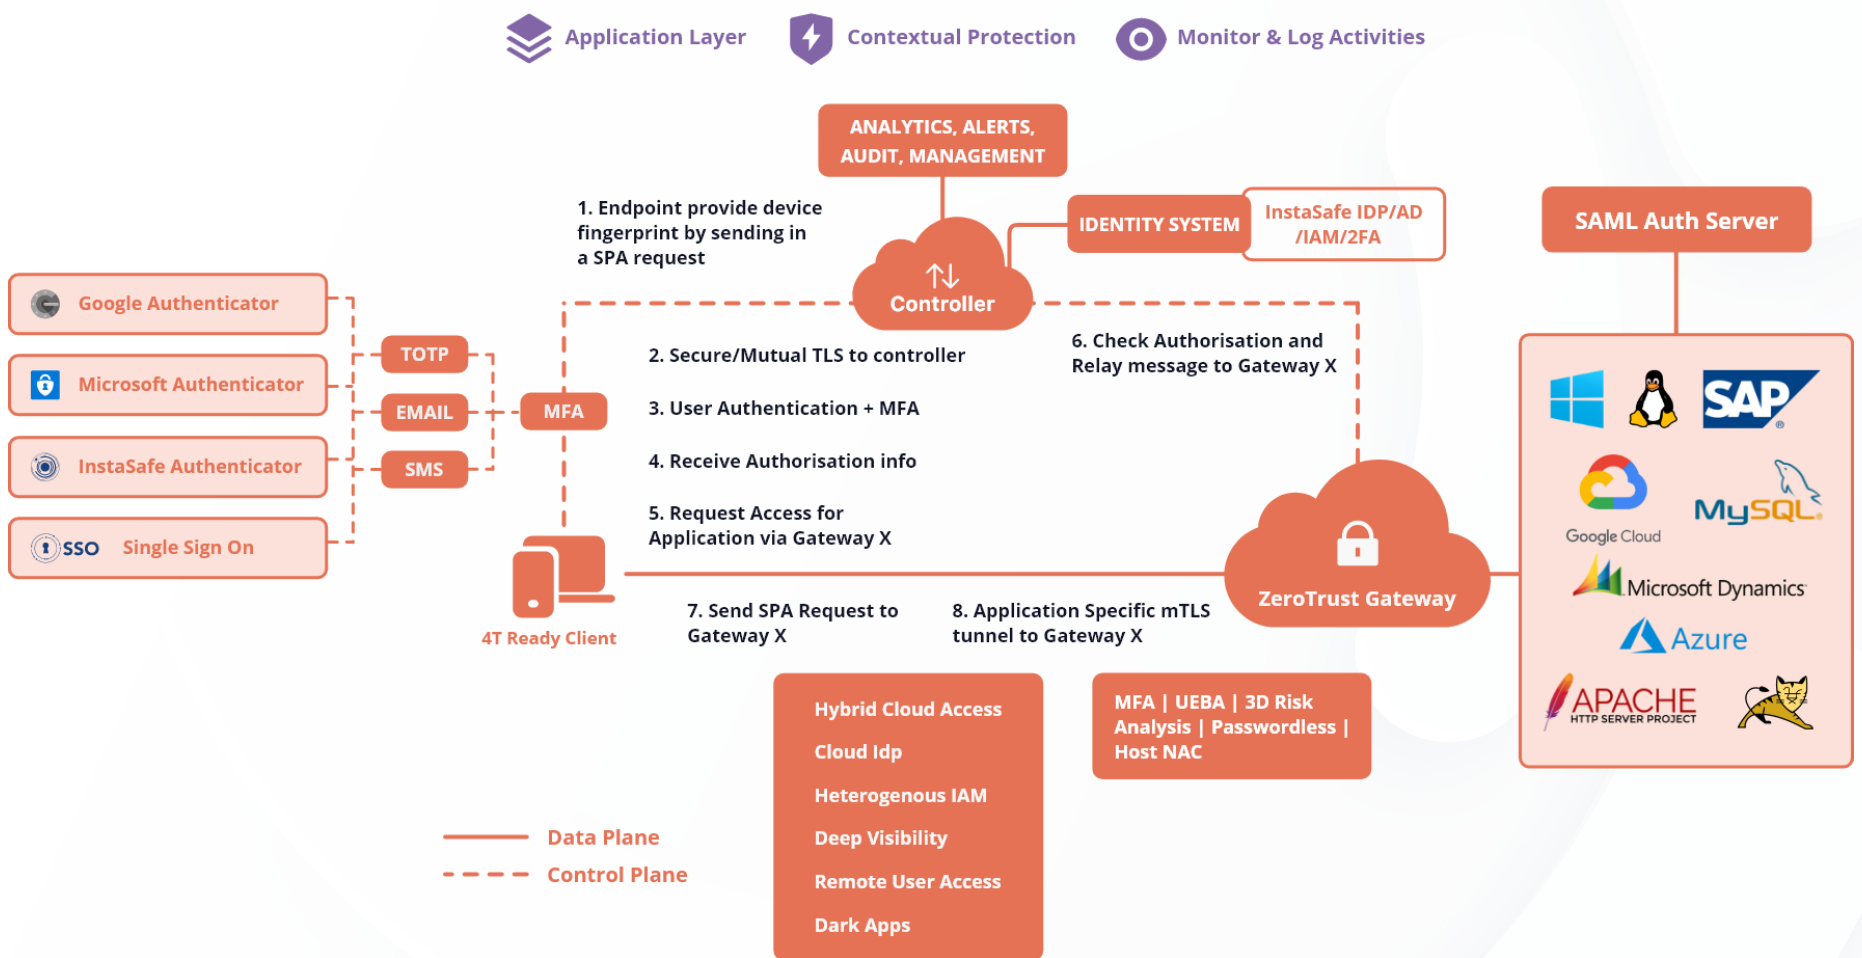 Application Layer
Contextual Protection
Monitor & Log Activities
ANALYTICS, ALERTS,
AUDIT, MANAGEMENT
1. Endpoint provide device
fingerprint by sending in
a SPA request
IDENTITY SYSTEM
InstaSafe IDP/AD
/IAM/2FA
SAML Auth Server
Controller
Google Authenticator
Microsoft Authenticator
InstaSafe Authenticator
SSO
Single Sign On
TOTP
EMAIL
SMS
MFA
2. Secure/Mutual TLS to controller
3. User Authentication + MFA
4. Receive Authorisation info
5. Request Access for
Application via Gateway X
6. Check Authorisation and
Relay message to Gateway X
SAP
®
Google Cloud
MySQL®
Microsoft Dynamics
Azure
APACHE
HTTP SERVER PROJECT
4T Ready Client
ZeroTrust Gateway
7. Send SPA Request to
Gateway X
8. Application Specific mTLS
tunnel to Gateway X
Hybrid Cloud Access
Cloud Idp
Heterogenous IAM
Deep Visibility
Remote User Access
Dark Apps
MFA | UEBA | 3D Risk
Analysis | Passwordless |
Host NAC
Data Plane
Control Plane